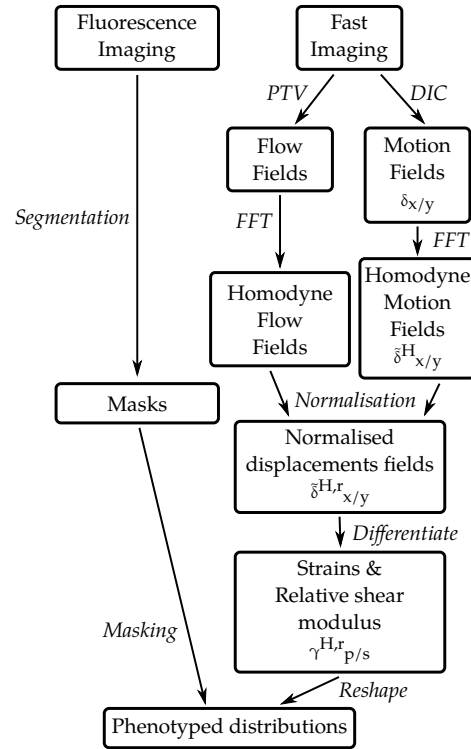 Fluorescence
Imaging
Fast
Imaging
PTV
DIC
Flow
Fields
Motion
Fields
δx/y
Segmentation
FFT
FFT
Homodyne
Flow
Fields
Homodyne
Motion
Fields
δ̃ᴴx/y
Masks
Normalisation
Normalised
displacements fields
δ̃ᴴ,ʳx/y
Differentiate
Strains &
Relative shear
modulus
γᴴ,ʳp/s
Masking
Reshape
Phenotyped distributions